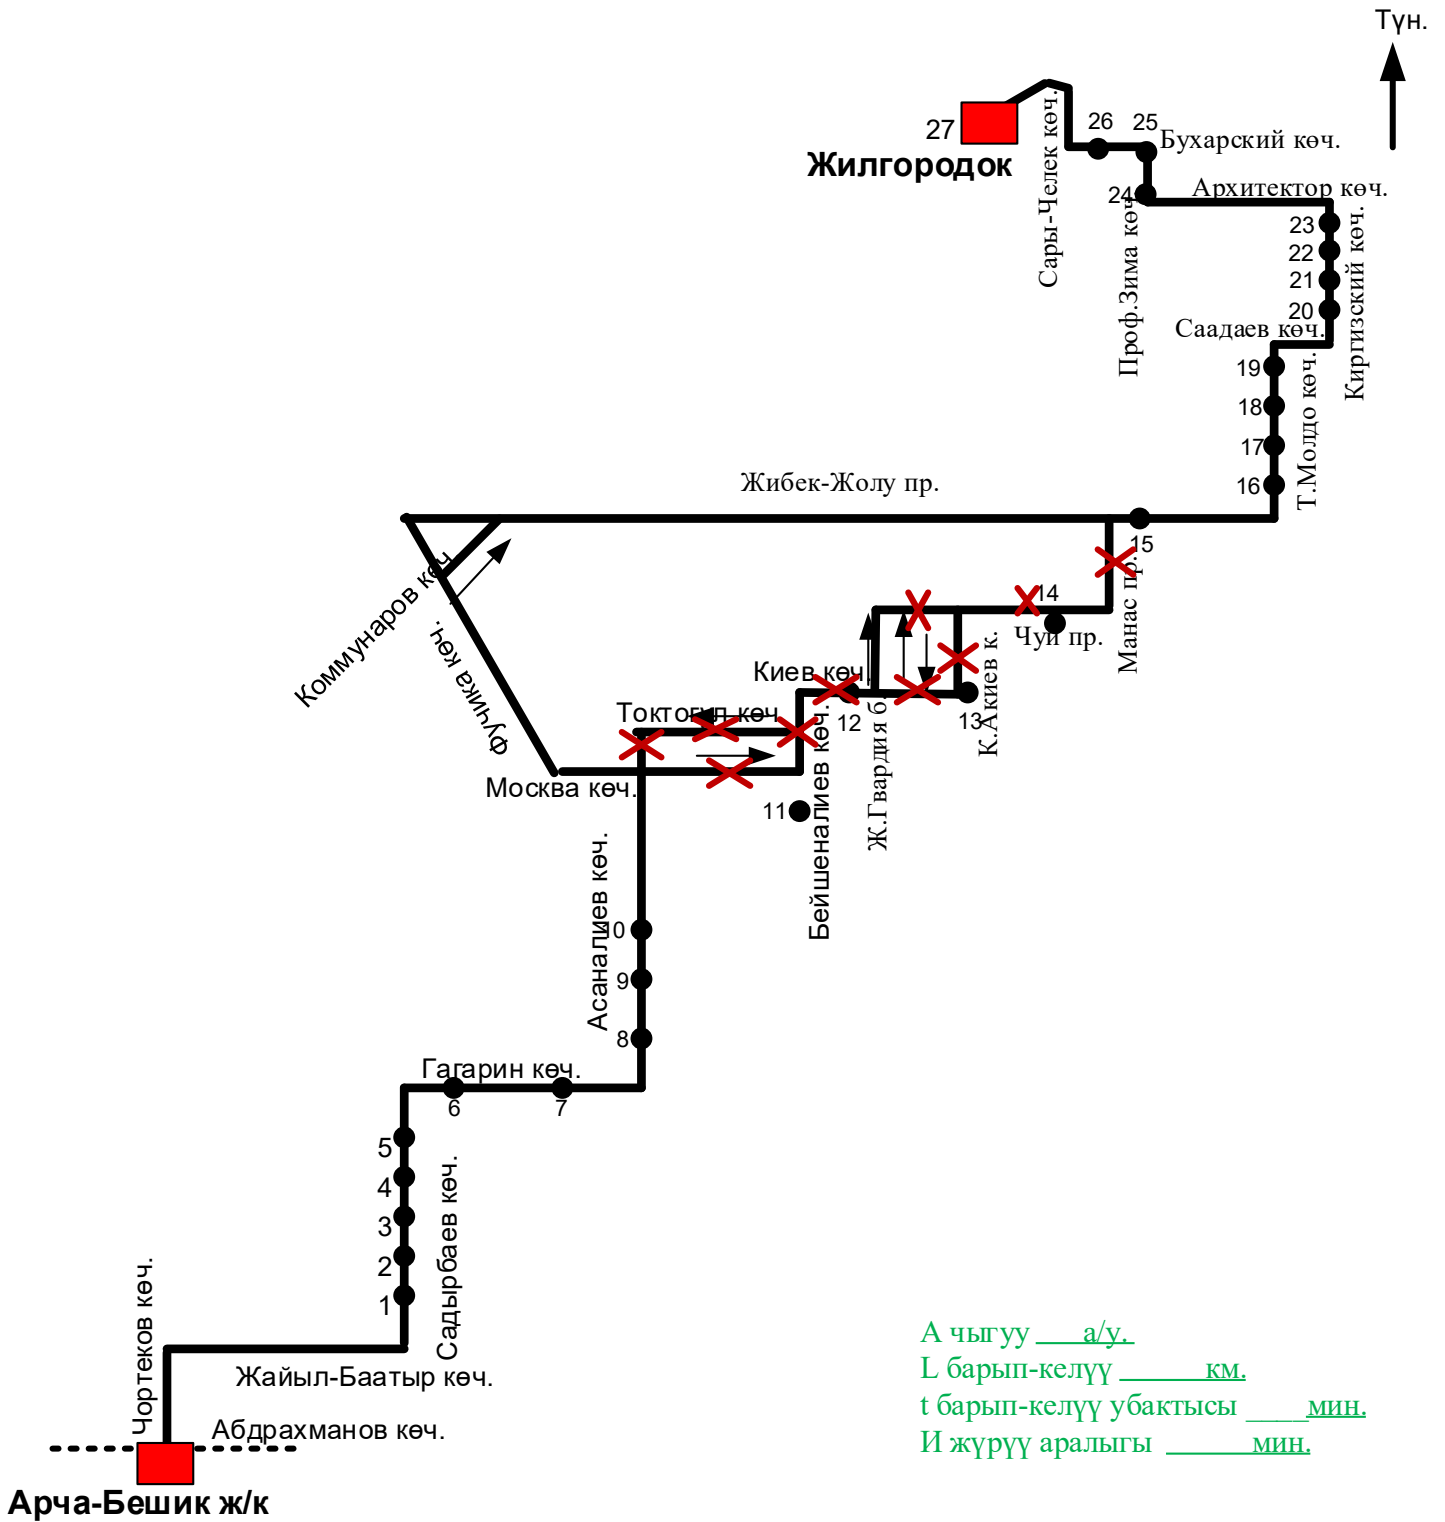 Түн.
27
Жилгородок
Сары-Челек көч.
26
25
Бухарский көч.
24
Архитектор көч.
Проф.Зима көч
23
22
21
20
Киргизский көч.
Саадаев көч.
19
18
17
16
Т.Молдо көч.
Жибек-Жолу пр.
15
Манас пр.
14
Чуй пр.
Коммунаров көч.
Фучика көч.
Киев көч.
12
13
К.Акиев к.
Ж.Гвардия б.
Токтогул көч.
Москва көч.
11
Бейшеналиев көч.
Асаналиев көч.
10
9
8
Гагарин көч.
6
7
5
4
3
2
1
Садырбаев көч.
Чортеков көч.
Жайыл-Баатыр көч.
Абдрахманов көч.
Арча-Бешик ж/к
А чыгуу ____а/у.
L барып-келүү ______км.
t барып-келүү убактысы ____мин.
И жүрүү аралыгы ______мин.